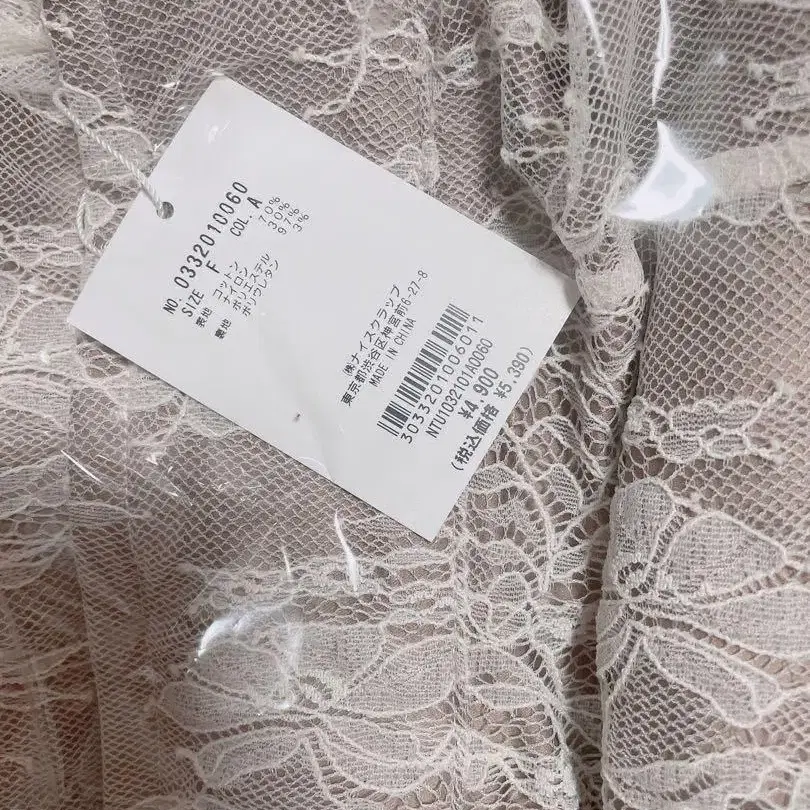 NO. 0332010060
SIZE F COL. A
表地 コットン 70%
ナイロン 30%
裏地 ポリエステル 97%
ポリウレタン 3%
㈱ナイスクラップ
東京都渋谷区神宮前6-27-8
MADE IN CHINA
3033201006011
NTU1032101A0060
¥4,900
(税込価格 ¥5,390)